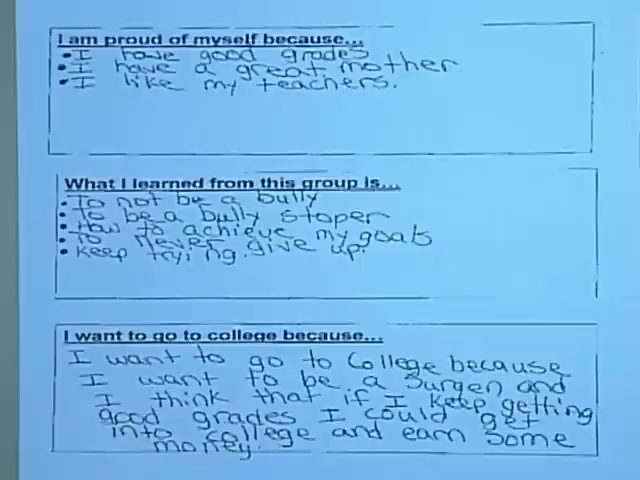 I am proud of myself because...
• I have good grades
• I have a great mother.
• I like my teachers.
What I learned from this group is...
• To not be a bully
• To be a bully stoper
• How to achieve my goals
• To never give up.
• Keep trying.
I want to go to college because...
I want to go to College because
I want to be a Surgen and
I think that if I keep getting
good grades I could get
into college and earn some
money.